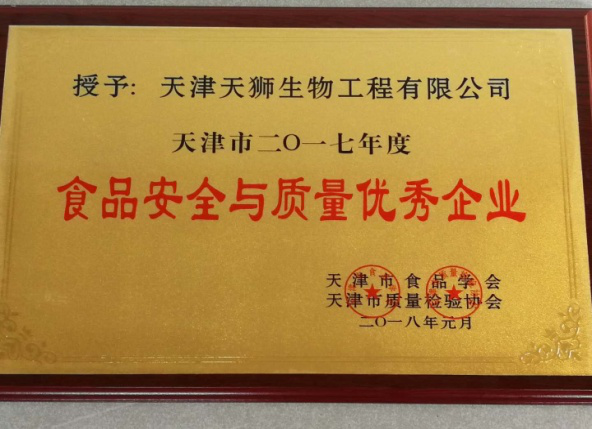 授予：天津天狮生物工程有限公司
天津市二〇一七年度
食品安全与质量优秀企业
天津市食品学会
天津市质量检验协会
二〇一八年元月